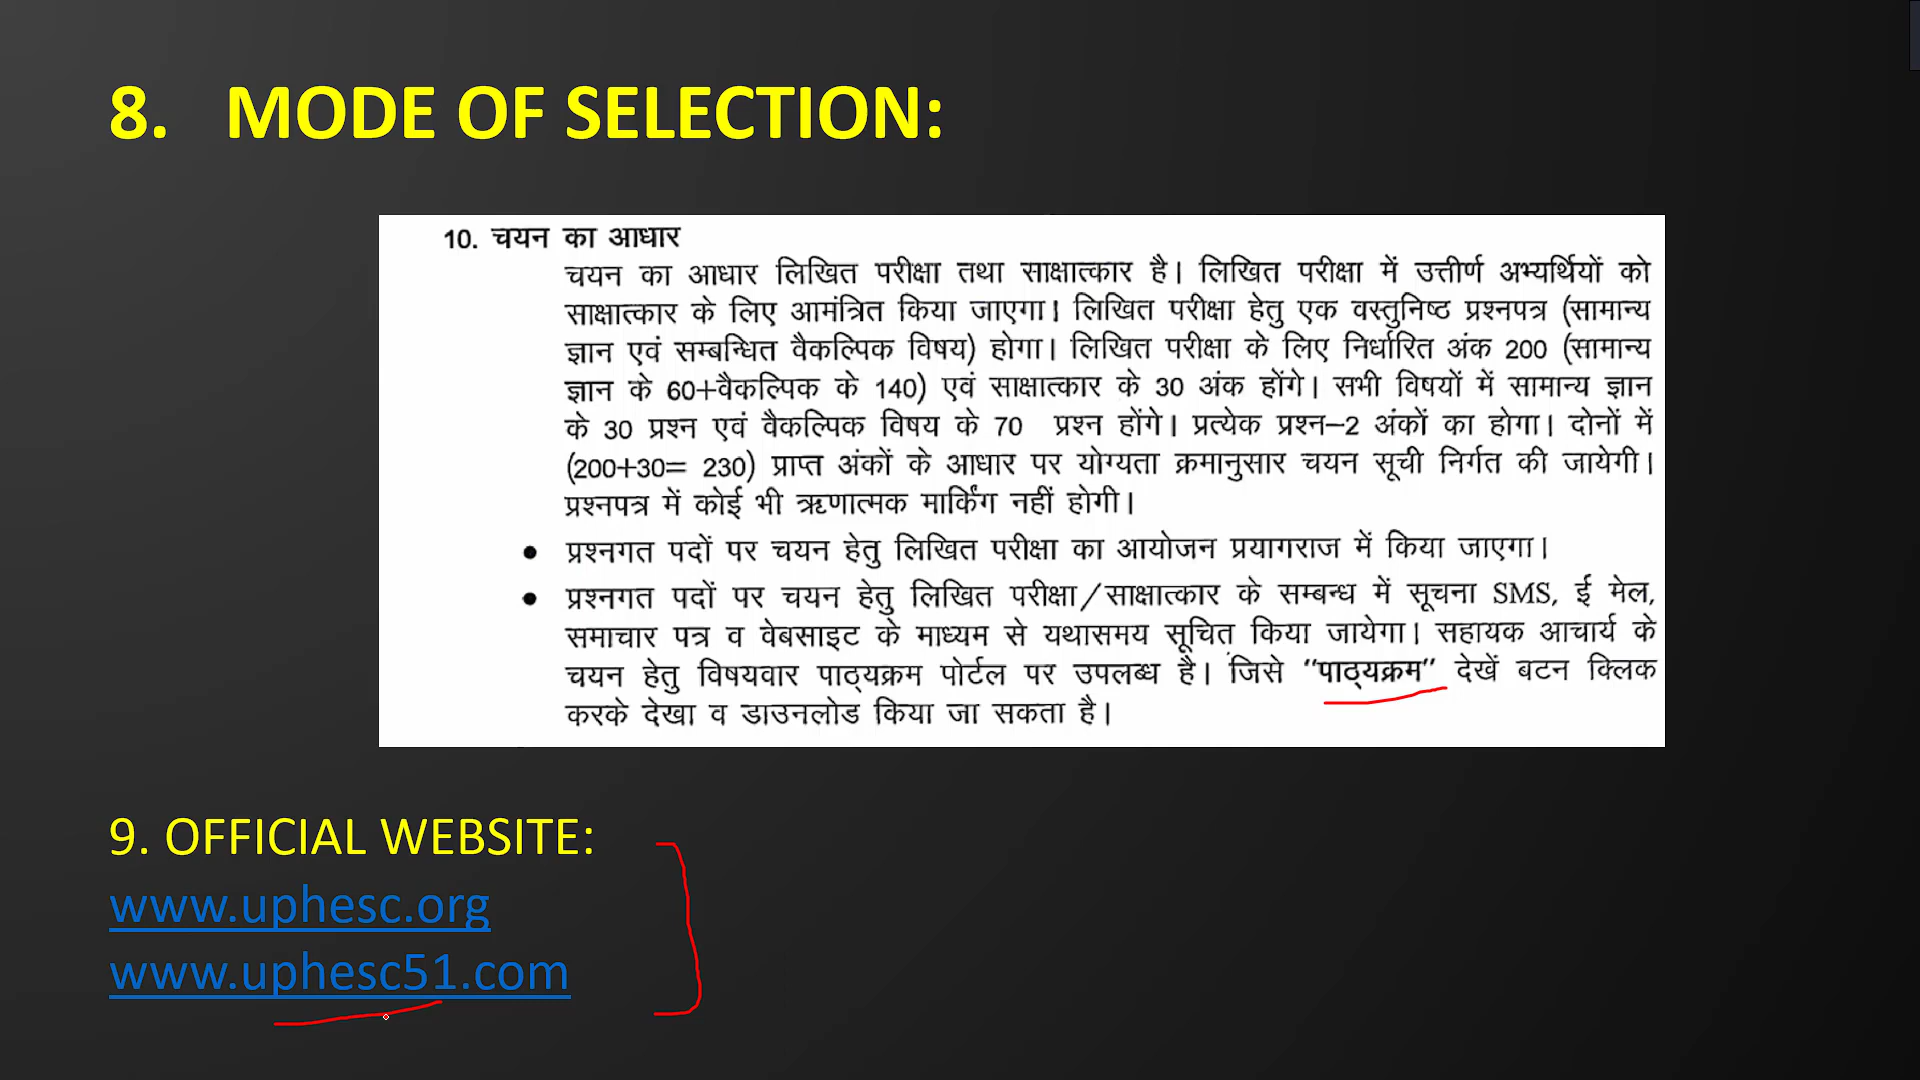 8. MODE OF SELECTION:
10. चयन का आधार
चयन का आधार लिखित परीक्षा तथा साक्षात्कार है। लिखित परीक्षा में उत्तीर्ण अभ्यर्थियों को
साक्षात्कार के लिए आमंत्रित किया जाएगा। लिखित परीक्षा हेतु एक वस्तुनिष्ठ प्रश्नपत्र (सामान्य
ज्ञान एवं सम्बन्धित वैकल्पिक विषय) होगा। लिखित परीक्षा के लिए निर्धारित अंक 200 (सामान्य
ज्ञान के 60+वैकल्पिक के 140) एवं साक्षात्कार के 30 अंक होंगे। सभी विषयों में सामान्य ज्ञान
के 30 प्रश्न एवं वैकल्पिक विषय के 70 प्रश्न होंगे। प्रत्येक प्रश्न–2 अंकों का होगा। दोनों में
(200+30= 230) प्राप्त अंकों के आधार पर योग्यता क्रमानुसार चयन सूची निर्गत की जायेगी।
प्रश्नपत्र में कोई भी ऋणात्मक मार्किंग नहीं होगी।
• प्रश्नगत पदों पर चयन हेतु लिखित परीक्षा का आयोजन प्रयागराज में किया जाएगा।
• प्रश्नगत पदों पर चयन हेतु लिखित परीक्षा/साक्षात्कार के सम्बन्ध में सूचना SMS, ई मेल,
समाचार पत्र व वेबसाइट के माध्यम से यथासमय सूचित किया जायेगा। सहायक आचार्य के
चयन हेतु विषयवार पाठ्यक्रम पोर्टल पर उपलब्ध है। जिसे "पाठ्यक्रम" देखें बटन क्लिक
करके देखा व डाउनलोड किया जा सकता है।
9. OFFICIAL WEBSITE:
www.uphesc.org
www.uphesc51.com